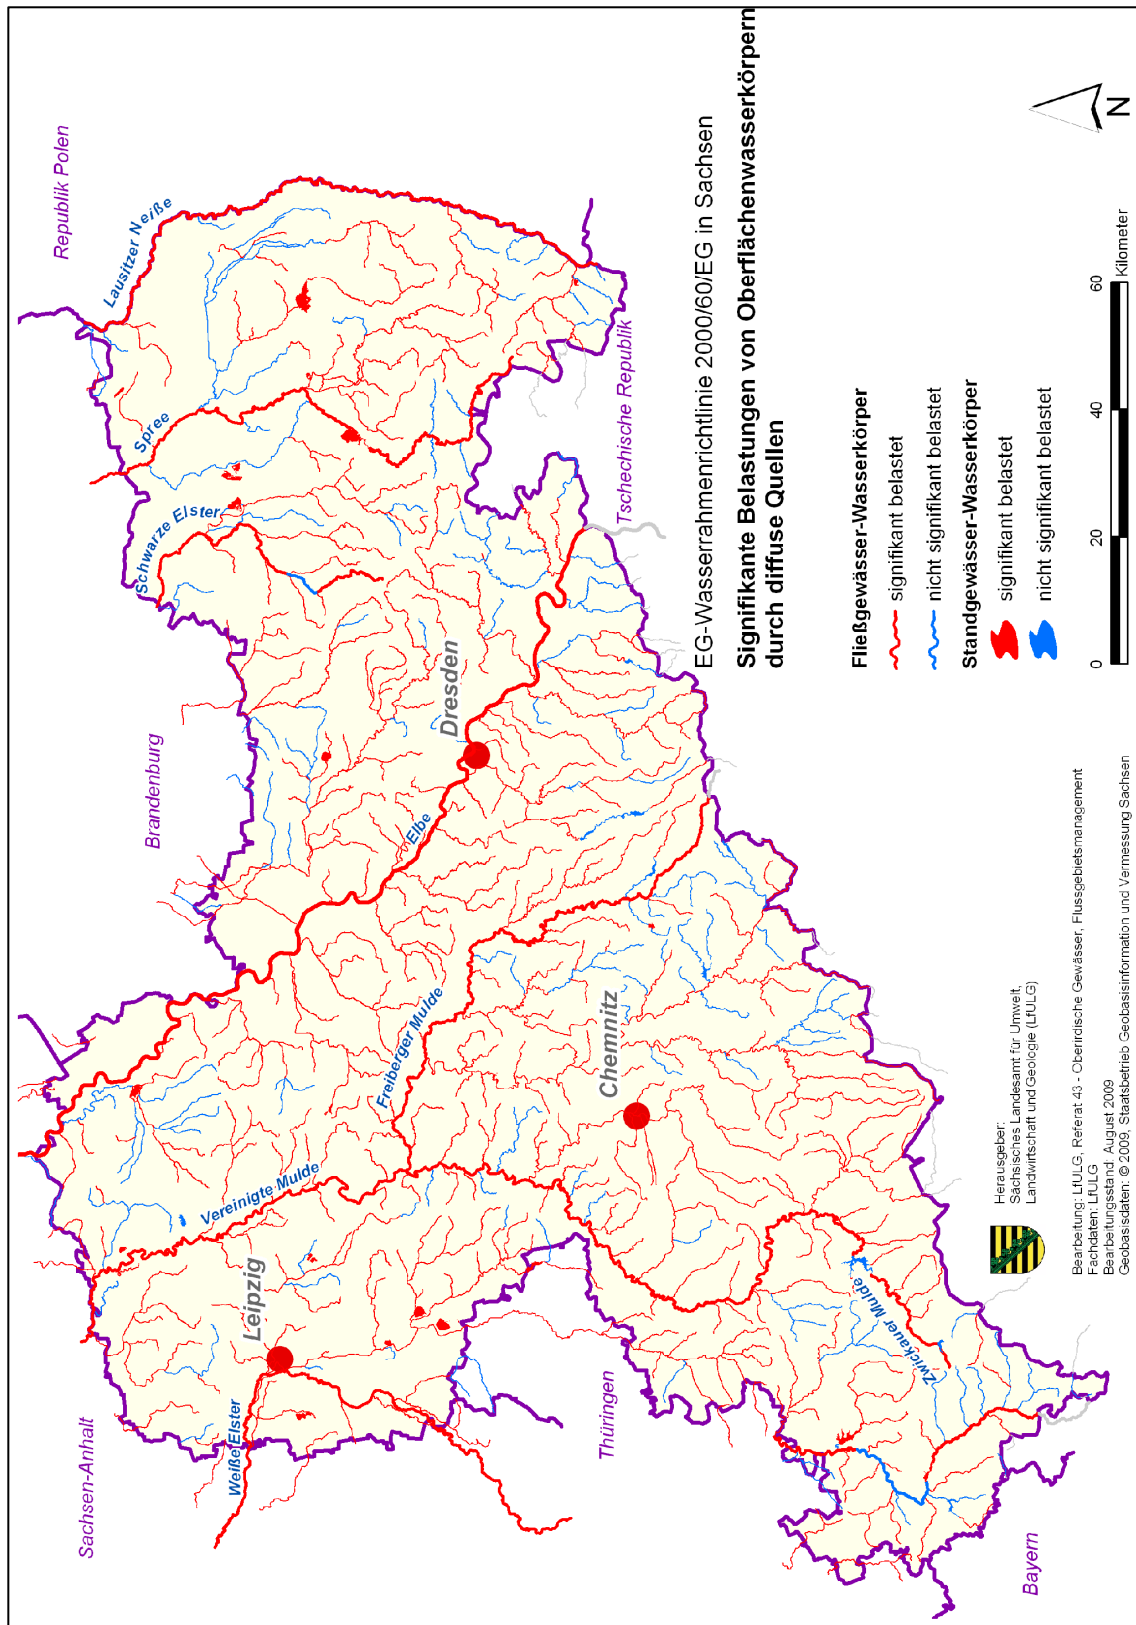 EG-Wasserrahmenrichtlinie 2000/60/EG in Sachsen
Signifikante Belastungen von Oberflächenwasserkörpern
durch diffuse Quellen
Fließgewässer-Wasserkörper
signifikant belastet
nicht signifikant belastet
Standgewässer-Wasserkörper
signifikant belastet
nicht signifikant belastet
0 20 40 60
Kilometer
N
Sachsen-Anhalt
Brandenburg
Republik Polen
Tschechische Republik
Thüringen
Bayern
Weiße Elster
Leipzig
Vereinigte Mulde
Freiberger Mulde
Elbe
Dresden
Schwarze Elster
Spree
Lausitzer Neiße
Chemnitz
Zwickauer Mulde
Herausgeber:
Sächsisches Landesamt für Umwelt,
Landwirtschaft und Geologie (LfULG)
Bearbeitung: LfULG, Referat 43 - Oberirdische Gewässer, Flussgebietsmanagement
Fachdaten: LfULG
Bearbeitungsstand: August 2009
Geobasisdaten: © 2009, Staatsbetrieb Geobasisinformation und Vermessung Sachsen